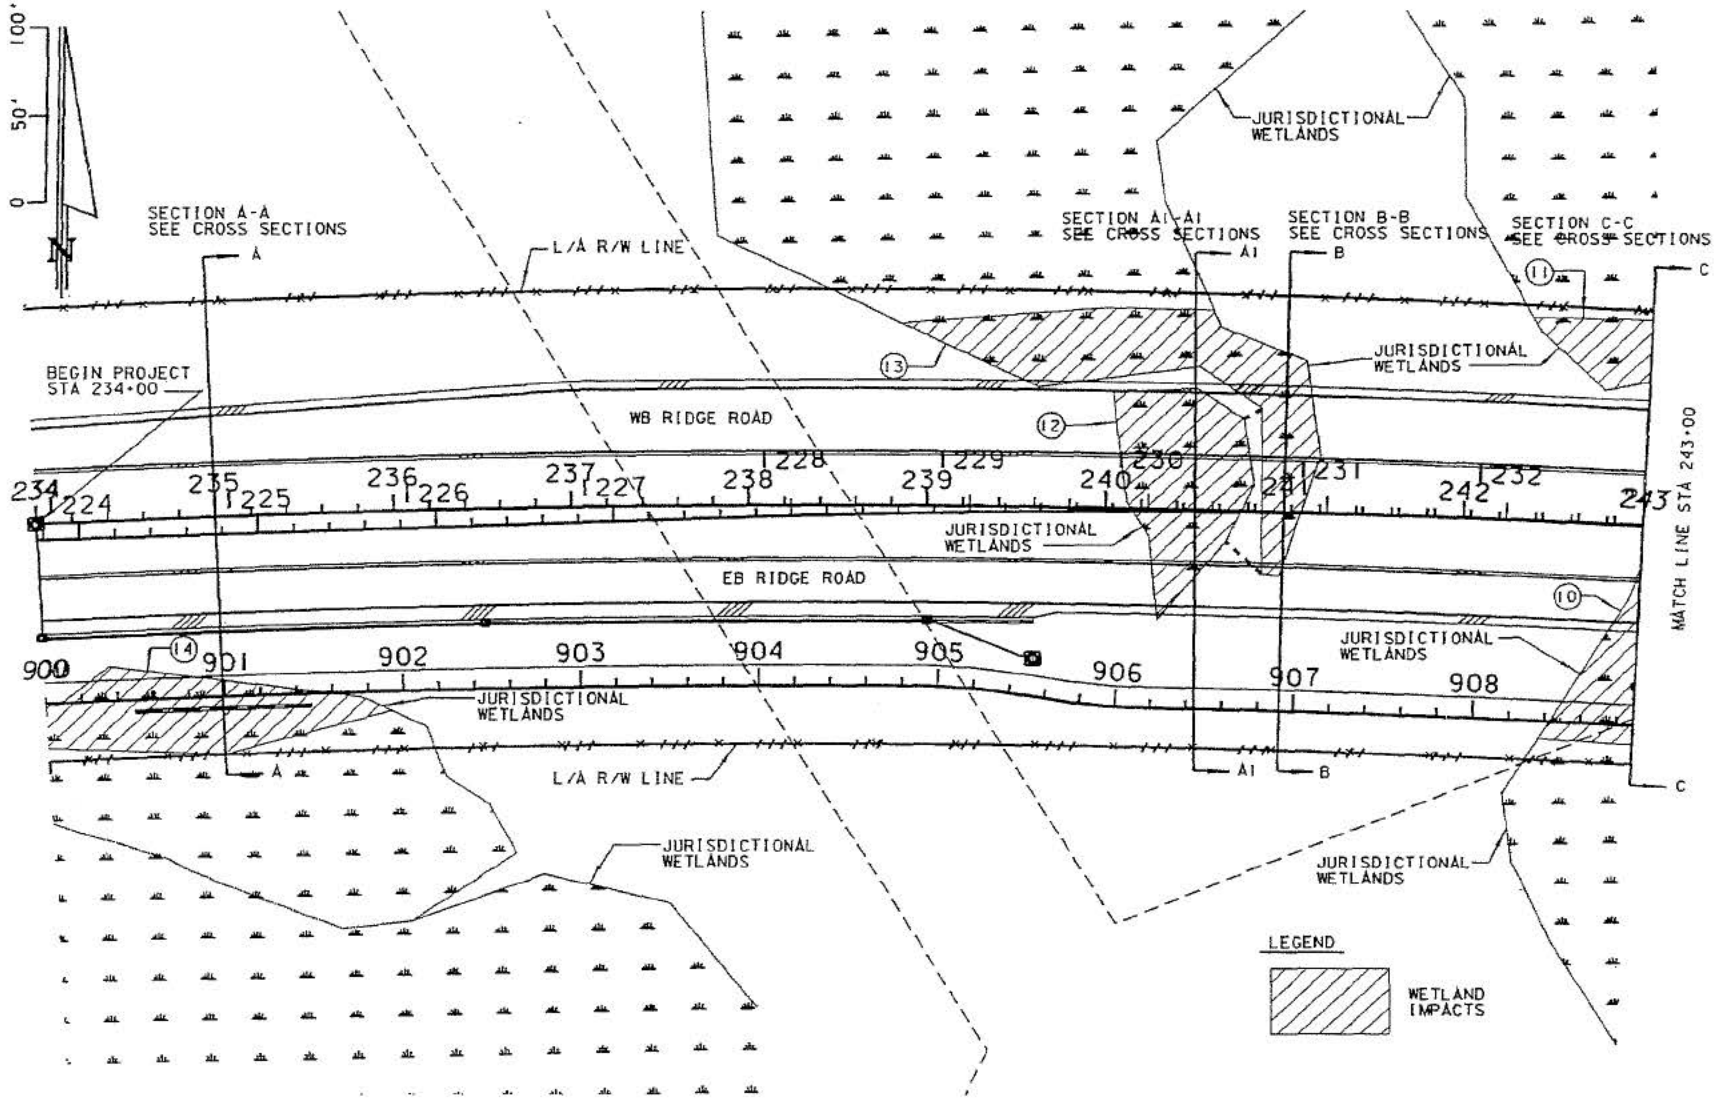 100'
50'
0
N
SECTION A-A
SEE CROSS SECTIONS
A
L/A R/W LINE
JURISDICTIONAL
WETLANDS
SECTION A1-A1
SEE CROSS SECTIONS
A1
SECTION B-B
SEE CROSS SECTIONS
B
SECTION C-C
SEE CROSS SECTIONS
C
11
BEGIN PROJECT
STA 234+00
13
JURISDICTIONAL
WETLANDS
WB RIDGE ROAD
12
234
224
235
225
236
226
237
227
238
228
239
229
240
230
241
231
242
232
243
MATCH LINE STA 243+00
JURISDICTIONAL
WETLANDS
EB RIDGE ROAD
10
14
JURISDICTIONAL
WETLANDS
900
901
902
903
904
905
906
907
908
JURISDICTIONAL
WETLANDS
A
L/A R/W LINE
A1
B
C
JURISDICTIONAL
WETLANDS
JURISDICTIONAL
WETLANDS
LEGEND
WETLAND
IMPACTS